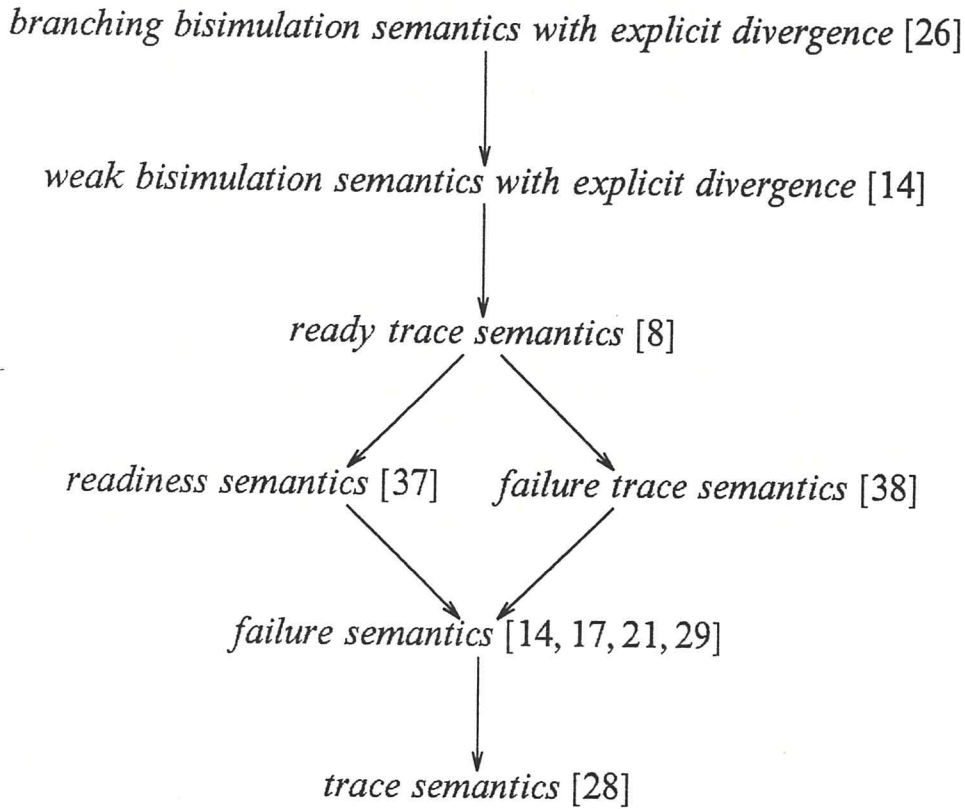 branching bisimulation semantics with explicit divergence [26]
weak bisimulation semantics with explicit divergence [14]
ready trace semantics [8]
readiness semantics [37]
failure trace semantics [38]
failure semantics [14, 17, 21, 29]
trace semantics [28]